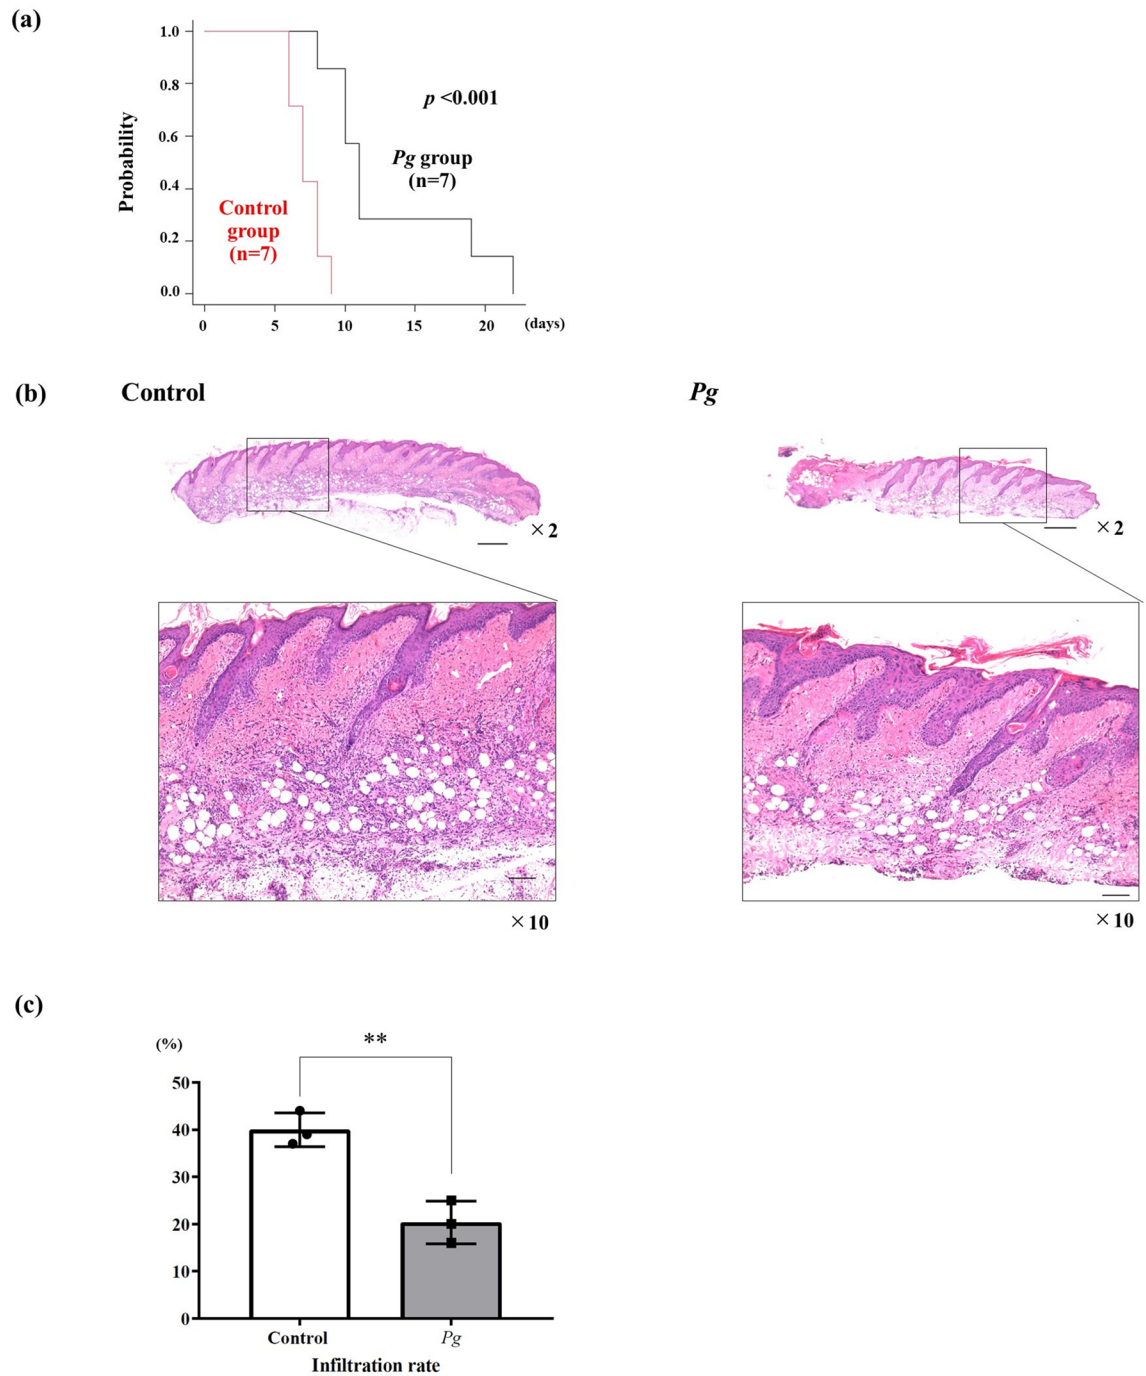 (a)
1.0
0.8
0.6
0.4
0.2
0.0
Probability
p <0.001
Pg group
(n=7)
Control
group
(n=7)
0 5 10 15 20 (days)
(b) Control Pg
×2
×2
×10
×10
(c)
(%)
**
50
40
30
20
10
0
Control Pg
Infiltration rate